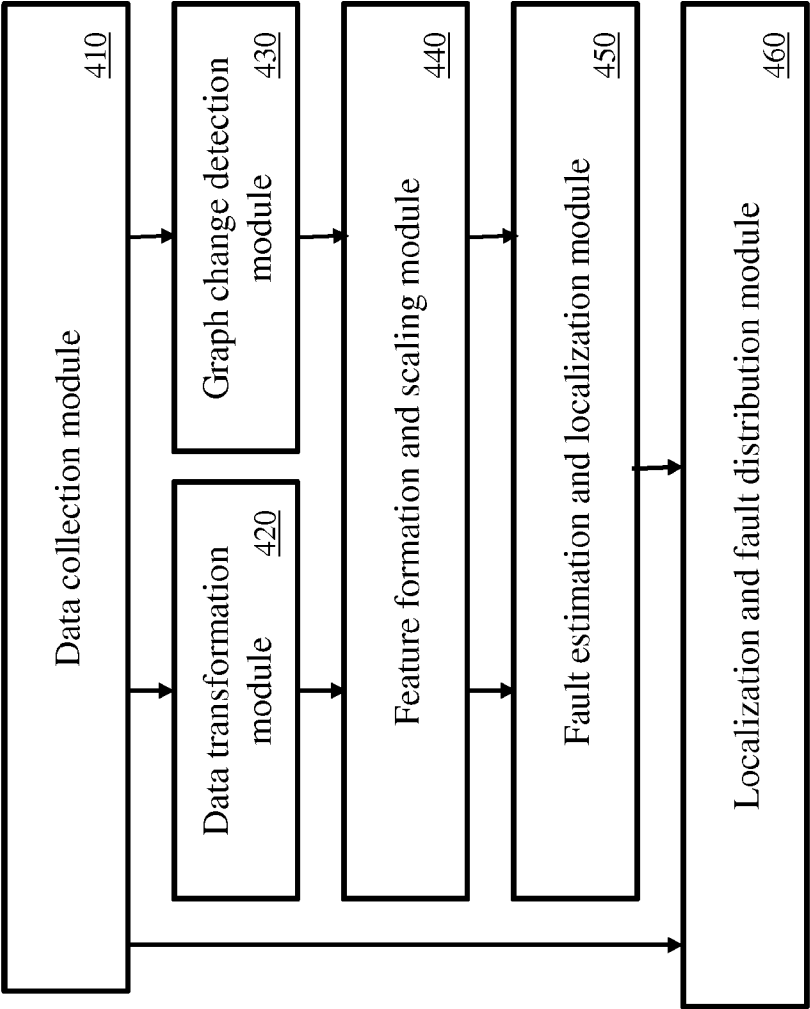 Data collection module
410
Data transformation
module
420
Graph change detection
module
430
Feature formation and scaling module
440
Fault estimation and localization module
450
Localization and fault distribution module
460